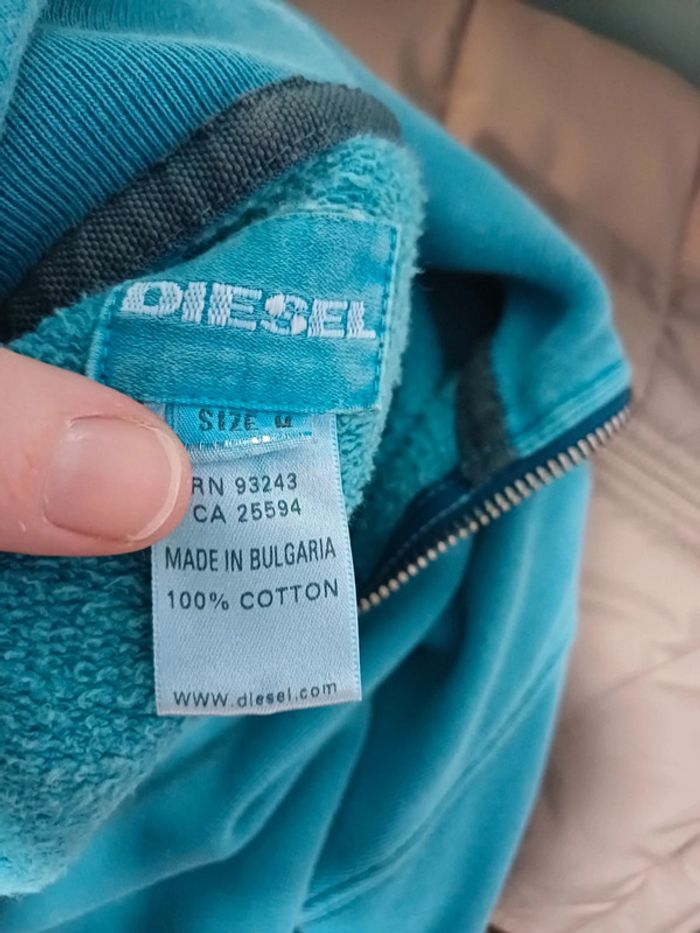 DIESEL
SIZE M
RN 93243
CA 25594
MADE IN BULGARIA
100% COTTON
www.diesel.com